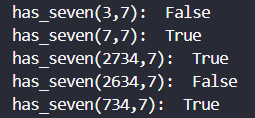 has_seven(3,7):  False
has_seven(7,7):  True
has_seven(2734,7):  True
has_seven(2634,7):  False
has_seven(734,7):  True